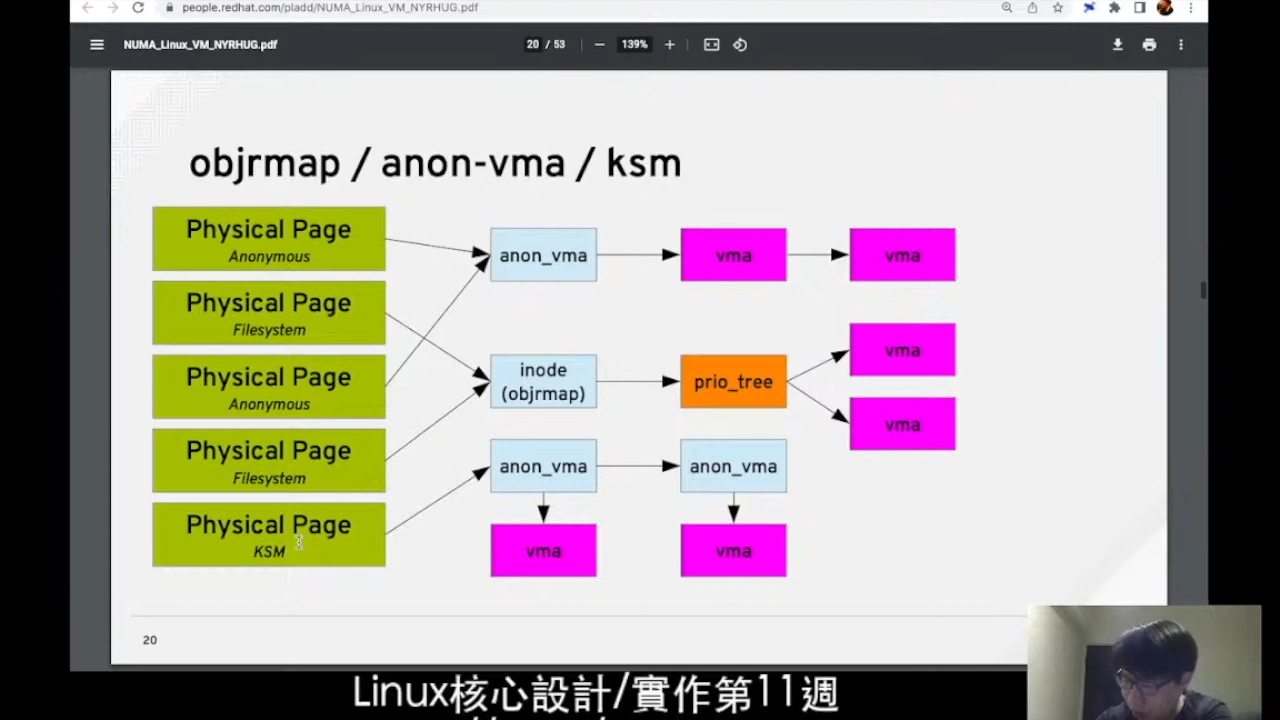 people.redhat.com/pladd/NUMA_Linux_VM_NYRHUG.pdf
NUMA_Linux_VM_NYRHUG.pdf
20 / 53
139%
objrmap / anon-vma / ksm
Physical Page
Anonymous
Physical Page
Filesystem
Physical Page
Anonymous
Physical Page
Filesystem
Physical Page
KSM
anon_vma
vma
vma
inode
(objrmap)
prio_tree
vma
vma
anon_vma
anon_vma
vma
vma
20
Linux核心設計/實作第11週